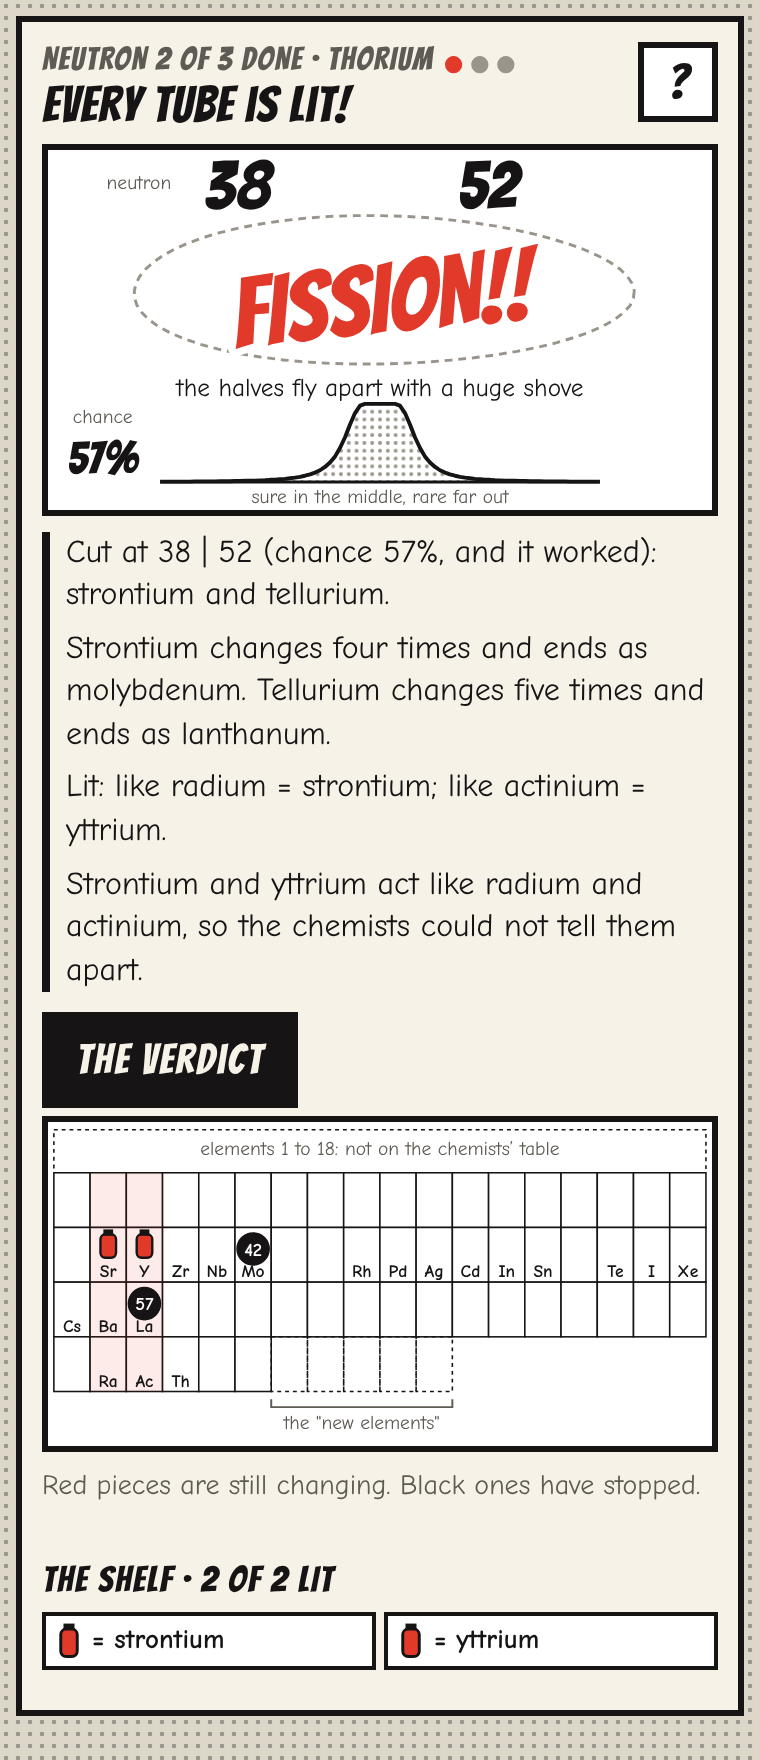 NEUTRON 2 OF 3 DONE · THORIUM
EVERY TUBE IS LIT!
?
neutron
38
52
FISSION!!
the halves fly apart with a huge shove
chance
57%
sure in the middle, rare far out
Cut at 38 | 52 (chance 57%, and it worked):
strontium and tellurium.
Strontium changes four times and ends as
molybdenum. Tellurium changes five times and
ends as lanthanum.
Lit: like radium = strontium; like actinium =
yttrium.
Strontium and yttrium act like radium and
actinium, so the chemists could not tell them
apart.
THE VERDICT
elements 1 to 18: not on the chemists' table
42
Sr Y Zr Nb Mo Rh Pd Ag Cd In Sn Te I Xe
57
Cs Ba La
Ra Ac Th
the "new elements"
Red pieces are still changing. Black ones have stopped.
THE SHELF · 2 OF 2 LIT
= strontium
= yttrium